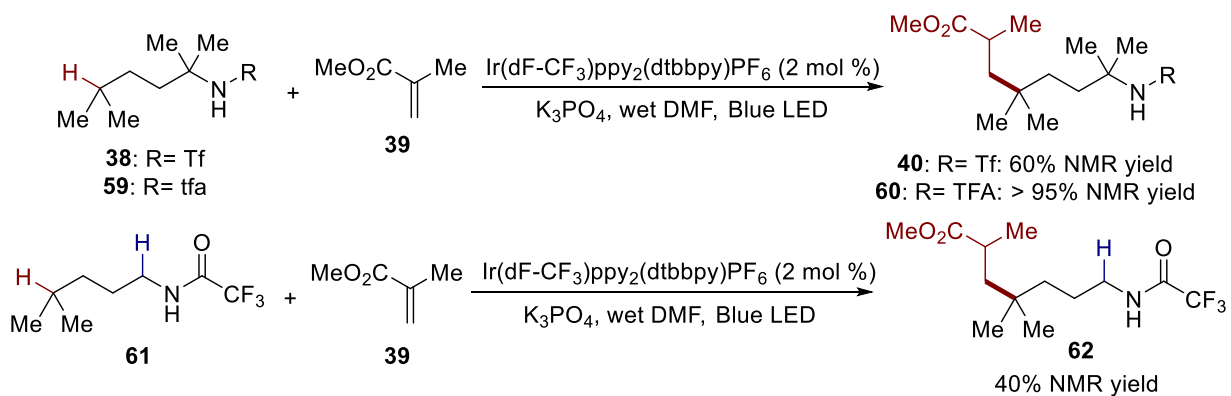 H
Me Me
R
N
H
Me
Me
38: R= Tf
59: R= tfa
+
MeO₂C Me
39
Ir(dF-CF₃)ppy₂(dtbbpy)PF₆ (2 mol %)
K₃PO₄, wet DMF, Blue LED
MeO₂C Me
Me Me
R
N
H
Me Me
40: R= Tf: 60% NMR yield
60: R= TFA: > 95% NMR yield
H
H
O
N
H
CF₃
Me
Me
61
+
MeO₂C Me
39
Ir(dF-CF₃)ppy₂(dtbbpy)PF₆ (2 mol %)
K₃PO₄, wet DMF, Blue LED
MeO₂C Me
H
O
N
H
CF₃
Me Me
62
40% NMR yield